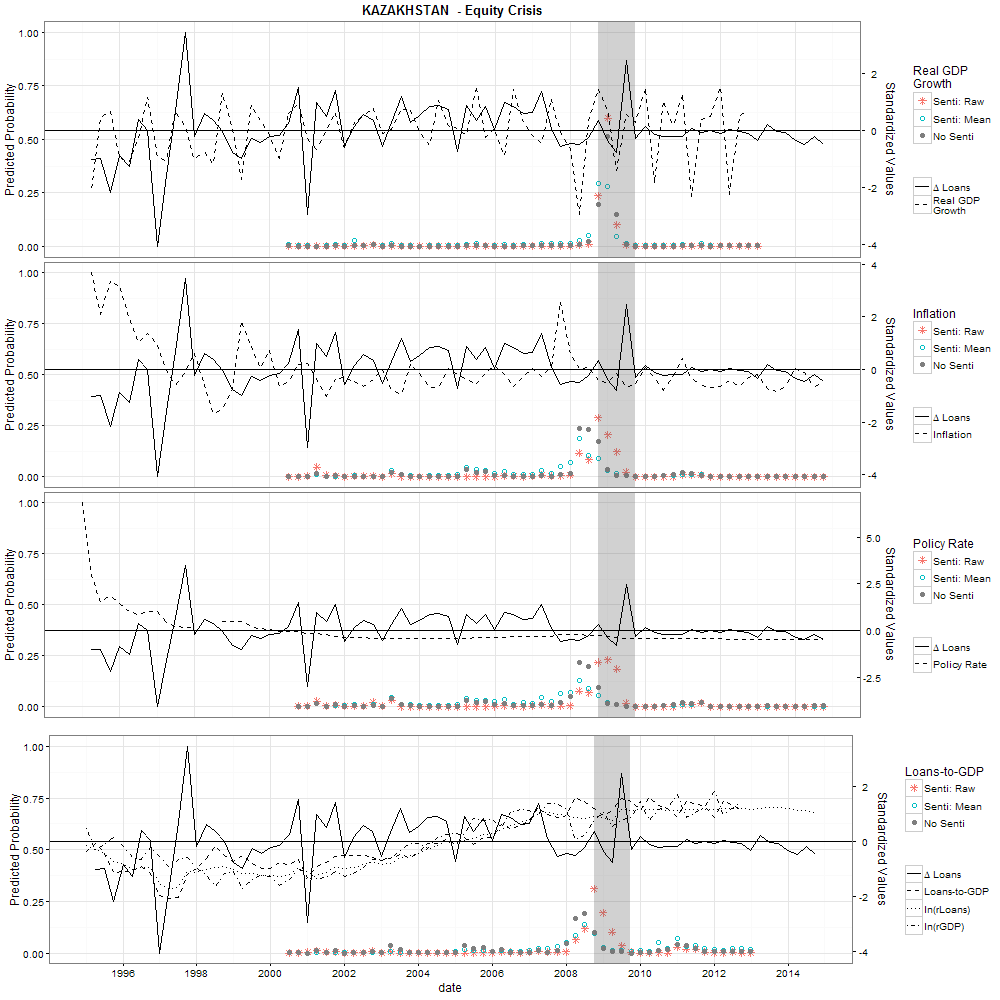 KAZAKHSTAN - Equity Crisis
1.00
0.75
0.50
0.25
0.00
Predicted Probability
2
0
-2
-4
Standardized Values
Real GDP
Growth
Senti: Raw
Senti: Mean
No Senti
Δ Loans
Real GDP
Growth
1.00
0.75
0.50
0.25
0.00
Predicted Probability
4
2
0
-2
-4
Standardized Values
Inflation
Senti: Raw
Senti: Mean
No Senti
Δ Loans
Inflation
1.00
0.75
0.50
0.25
0.00
Predicted Probability
5.0
2.5
0.0
-2.5
Standardized Values
Policy Rate
Senti: Raw
Senti: Mean
No Senti
Δ Loans
Policy Rate
1.00
0.75
0.50
0.25
0.00
Predicted Probability
2
0
-2
-4
Standardized Values
Loans-to-GDP
Senti: Raw
Senti: Mean
No Senti
Δ Loans
Loans-to-GDP
ln(rLoans)
ln(rGDP)
1996 1998 2000 2002 2004 2006 2008 2010 2012 2014
date